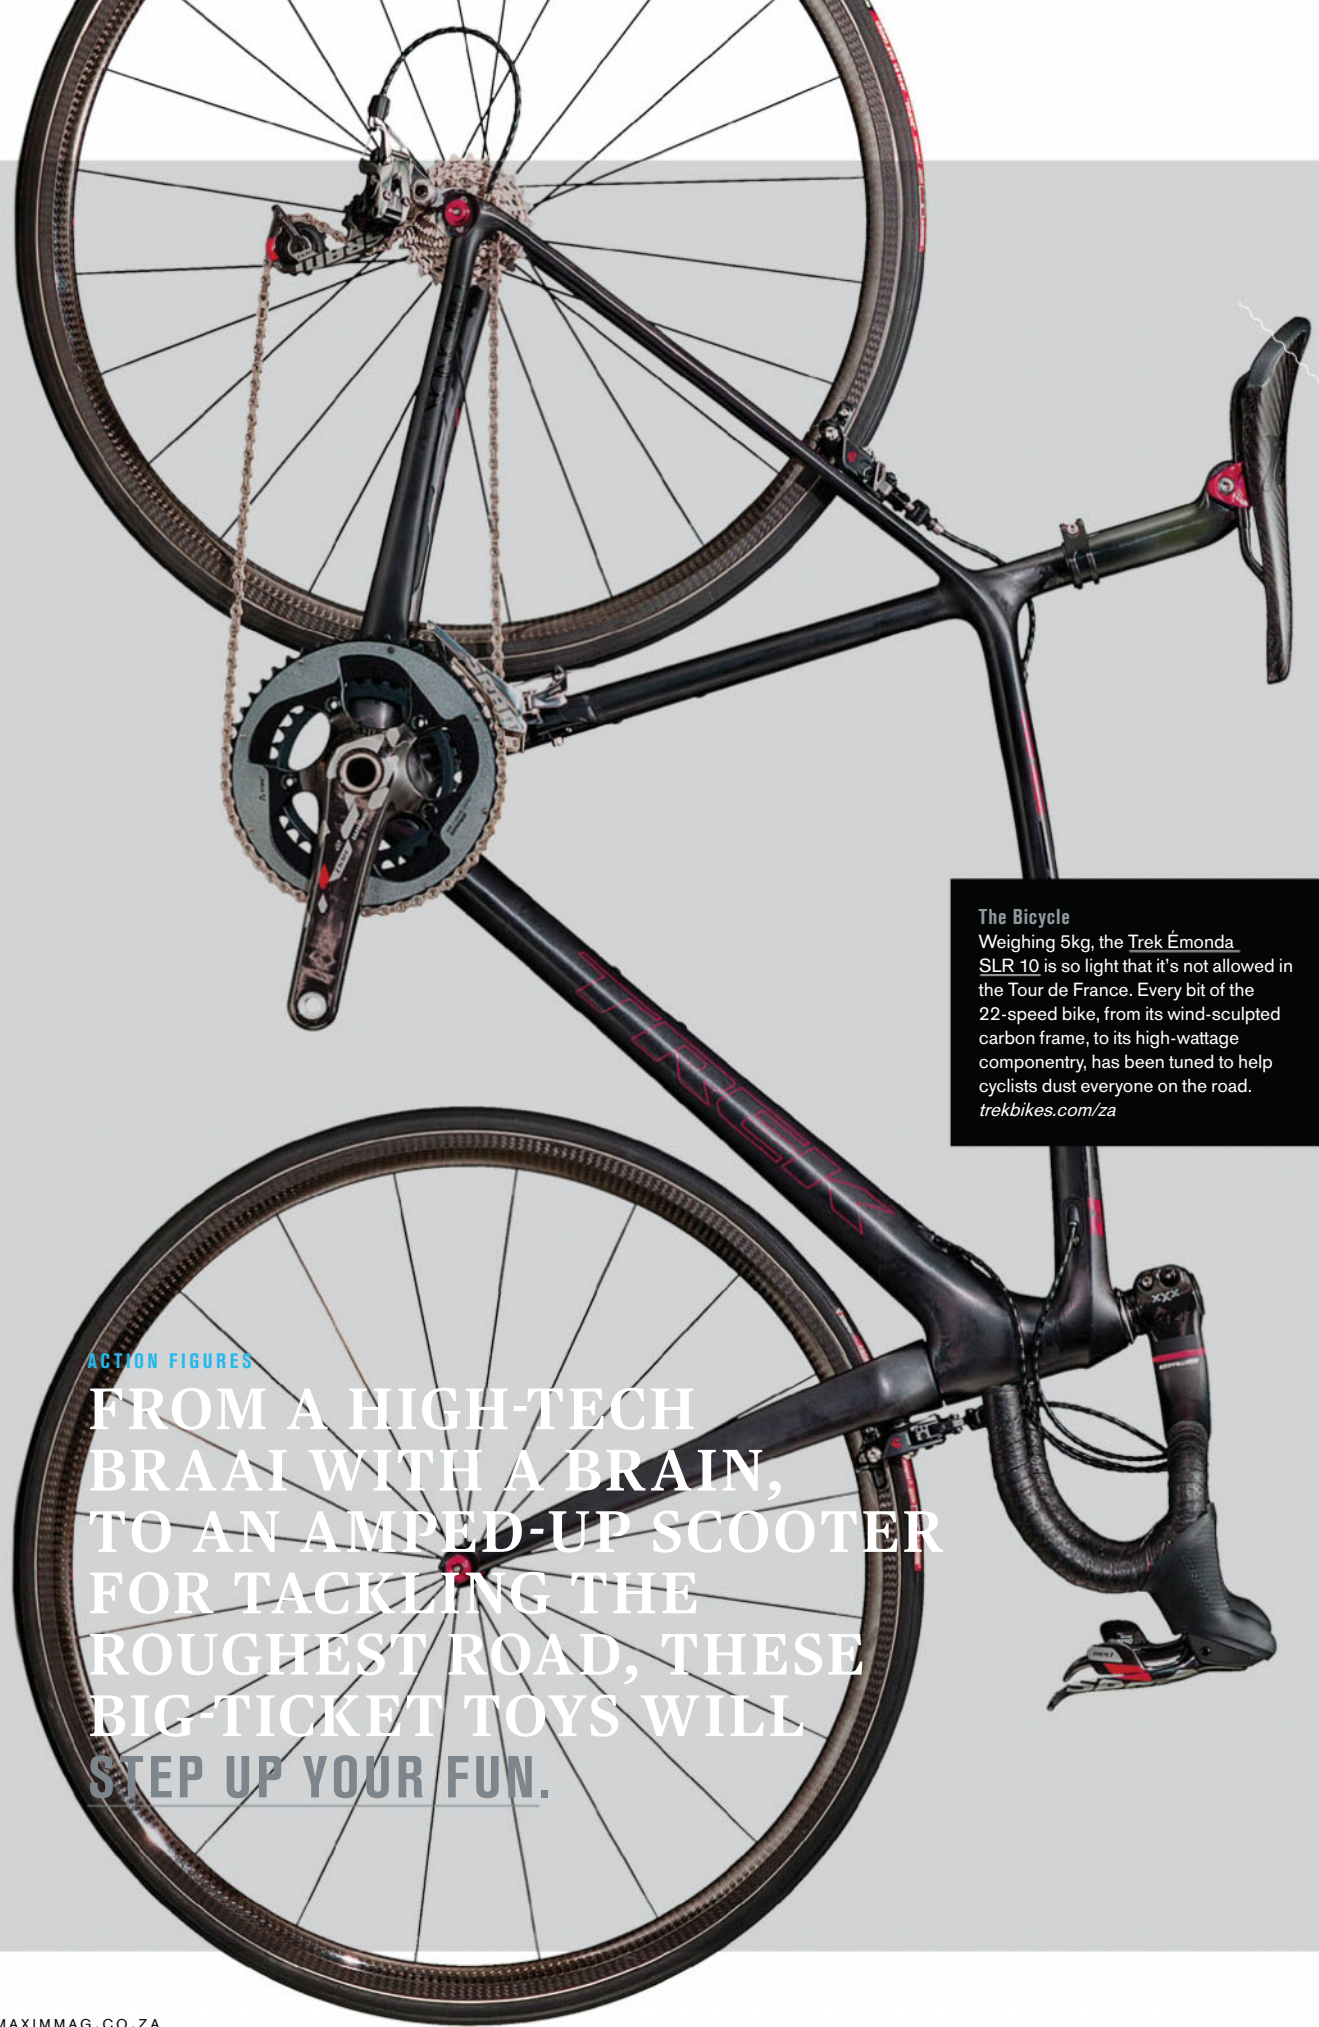 SRAM
TREK
The Bicycle
Weighing 5kg, the Trek Émonda
SLR 10 is so light that it's not allowed in
the Tour de France. Every bit of the
22-speed bike, from its wind-sculpted
carbon frame, to its high-wattage
componentry, has been tuned to help
cyclists dust everyone on the road.
trekbikes.com/za
XXX
ACTION FIGURES
FROM A HIGH-TECH
BRAAI WITH A BRAIN,
TO AN AMPED-UP SCOOTER
FOR TACKLING THE
ROUGHEST ROAD, THESE
BIG-TICKET TOYS WILL
STEP UP YOUR FUN.
MAXIMMAG.CO.ZA